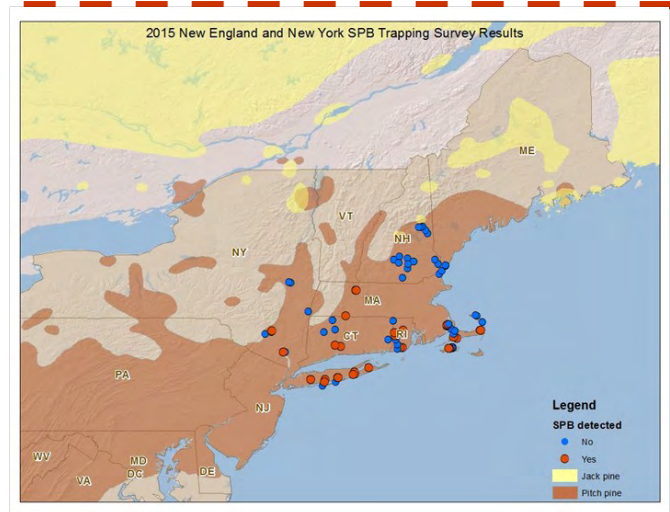 2015 New England and New York SPB Trapping Survey Results
ME
VT
NH
NY
MA
CT
RI
PA
NJ
WV
MD
DC
DE
VA
Legend
SPB detected
No
Yes
Jack pine
Pitch pine